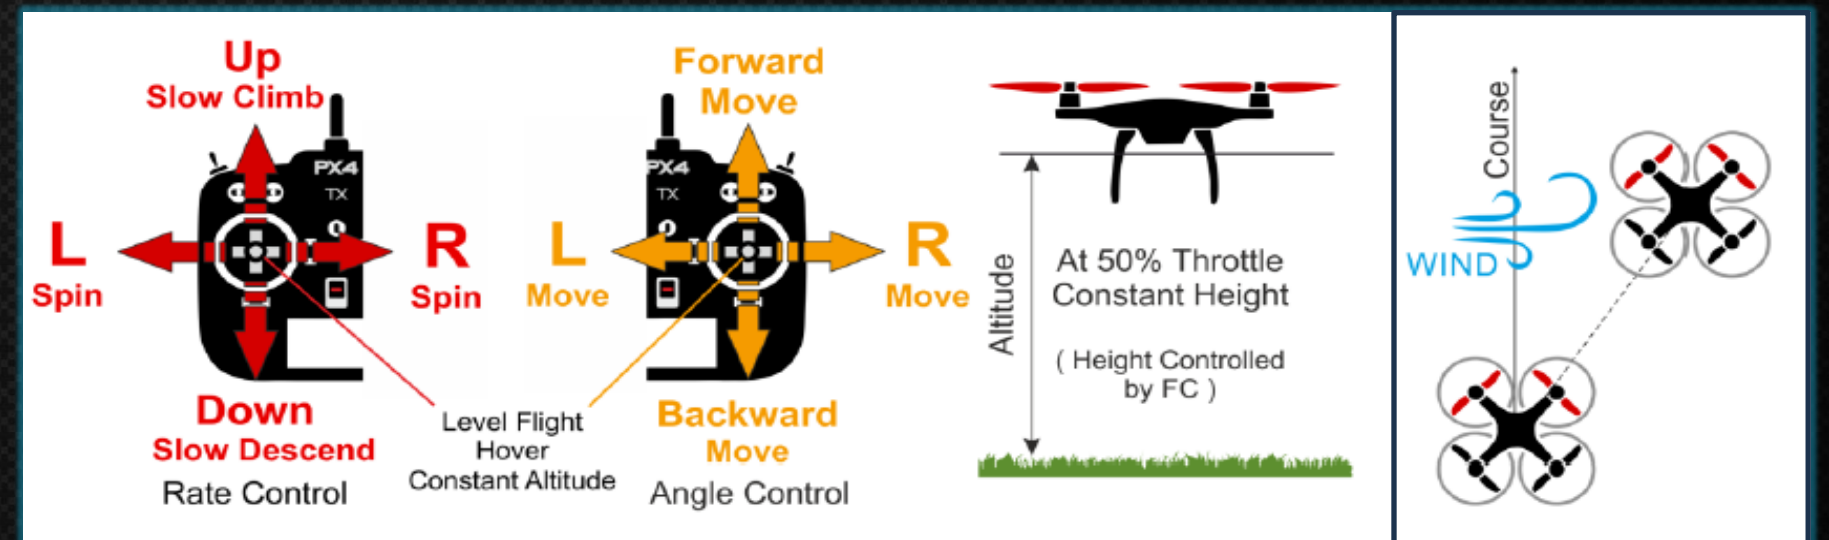 Up
Slow Climb
PX4
TX
L
Spin
R
Spin
Down
Slow Descend
Rate Control
Level Flight
Hover
Constant Altitude
Forward
Move
PX4
TX
L
Move
R
Move
Backward
Move
Angle Control
Altitude
At 50% Throttle
Constant Height
( Height Controlled
by FC )
Course
WIND